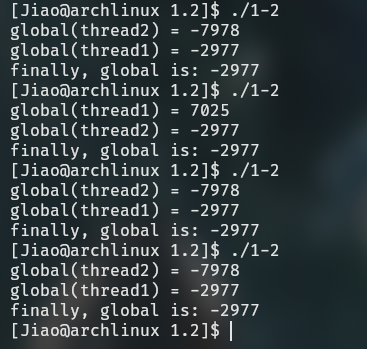 [Jiao@archlinux 1.2]$ ./1-2
global(thread2) = -7978
global(thread1) = -2977
finally, global is: -2977
[Jiao@archlinux 1.2]$ ./1-2
global(thread1) = 7025
global(thread2) = -2977
finally, global is: -2977
[Jiao@archlinux 1.2]$ ./1-2
global(thread2) = -7978
global(thread1) = -2977
finally, global is: -2977
[Jiao@archlinux 1.2]$ ./1-2
global(thread2) = -7978
global(thread1) = -2977
finally, global is: -2977
[Jiao@archlinux 1.2]$